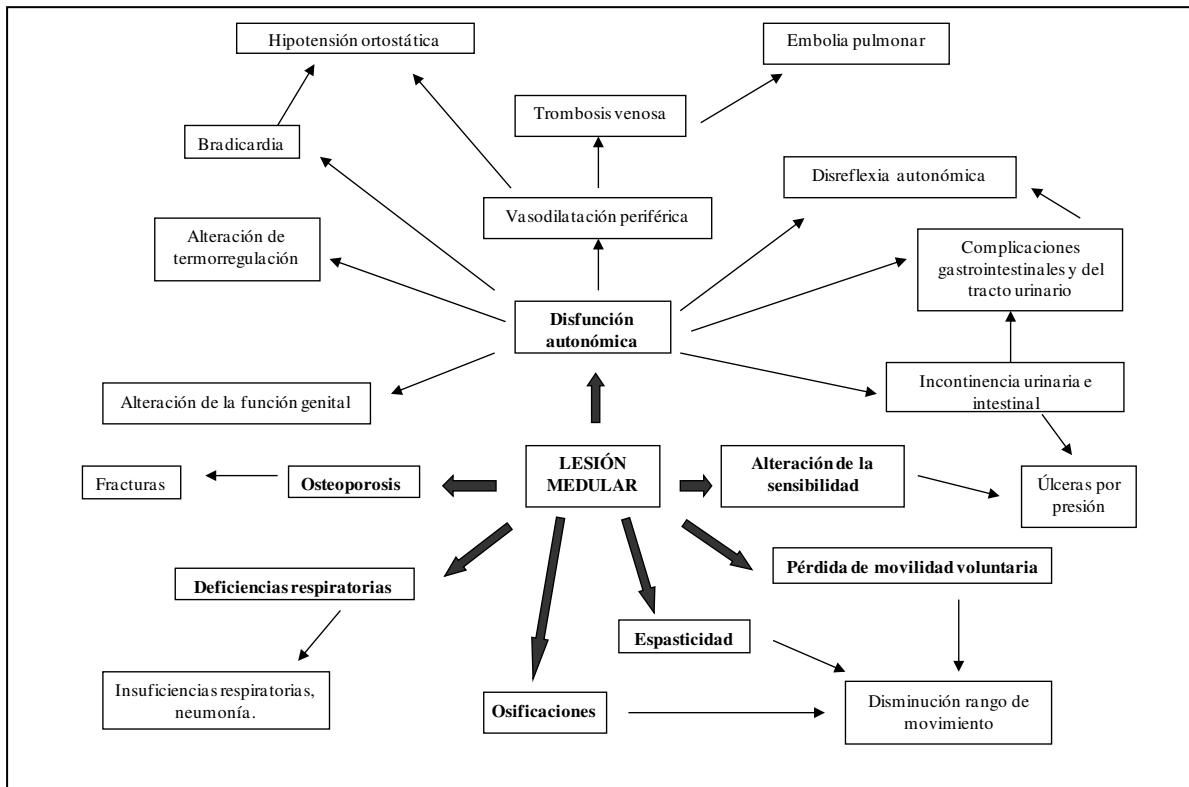 Hipotensión ortostática
Embolia pulmonar
Trombosis venosa
Bradicardia
Disreflexia autonómica
Vasodilatación periférica
Alteración de
termorregulación
Complicaciones
gastrointestinales y del
tracto urinario
Disfunción
autonómica
Incontinencia urinaria e
intestinal
Alteración de la función genital
LESIÓN
MEDULAR
Alteración de la
sensibilidad
Fracturas
Osteoporosis
Úlceras por
presión
Pérdida de movilidad voluntaria
Deficiencias respiratorias
Espasticidad
Insuficiencias respiratorias,
neumonía.
Osificaciones
Disminución rango de
movimiento